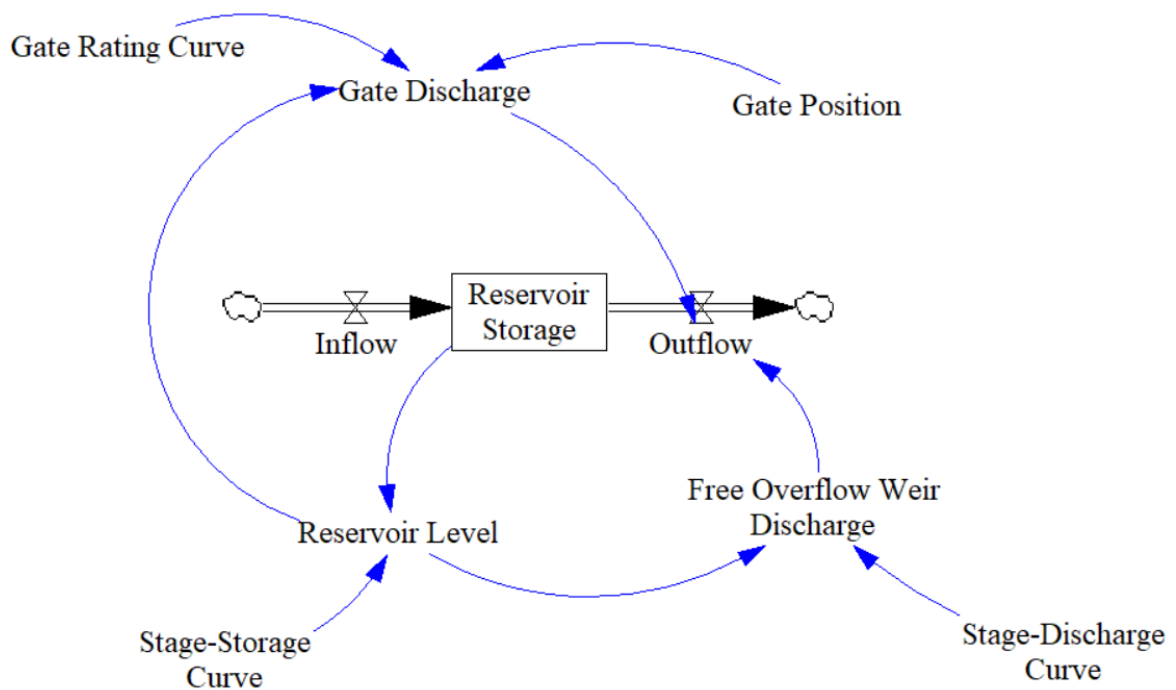 Gate Rating Curve
Gate Discharge
Gate Position
Reservoir
Storage
Inflow
Outflow
Free Overflow Weir
Discharge
Reservoir Level
Stage-Storage
Curve
Stage-Discharge
Curve